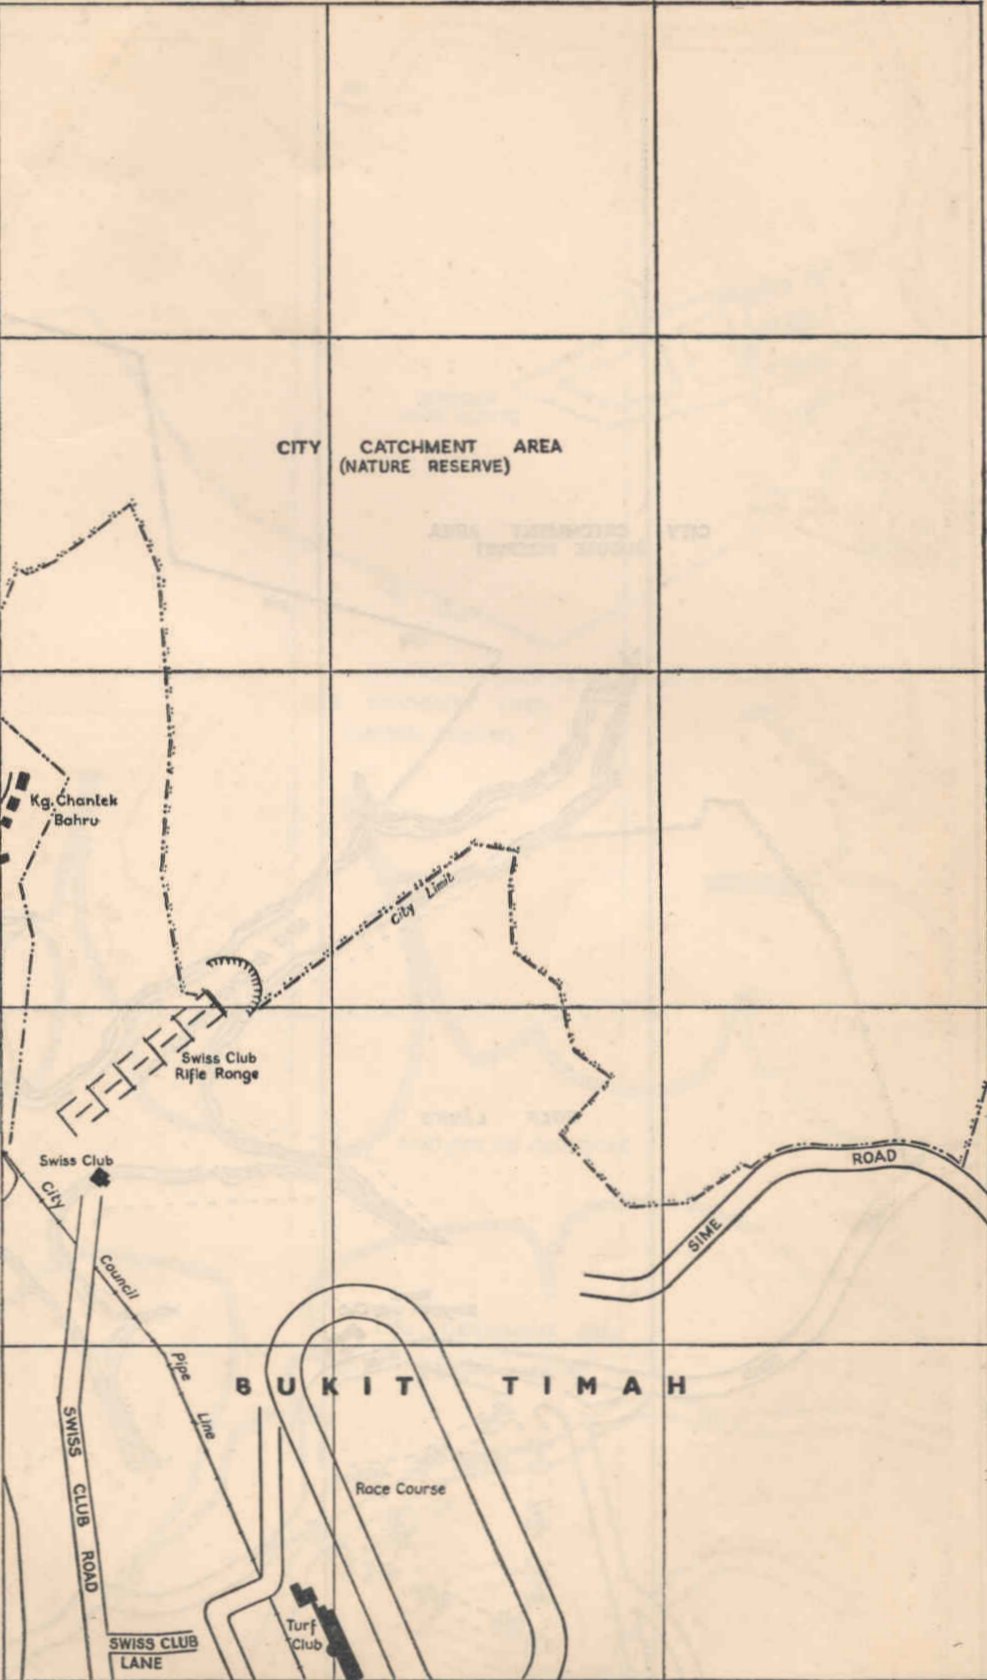 CITY CATCHMENT AREA
(NATURE RESERVE)
Kg. Chantek
Bahru
City Limit
Swiss Club
Rifle Range
Swiss Club
City Council Pipe Line
SIME ROAD
BUKIT TIMAH
SWISS CLUB ROAD
Race Course
Turf
Club
SWISS CLUB
LANE